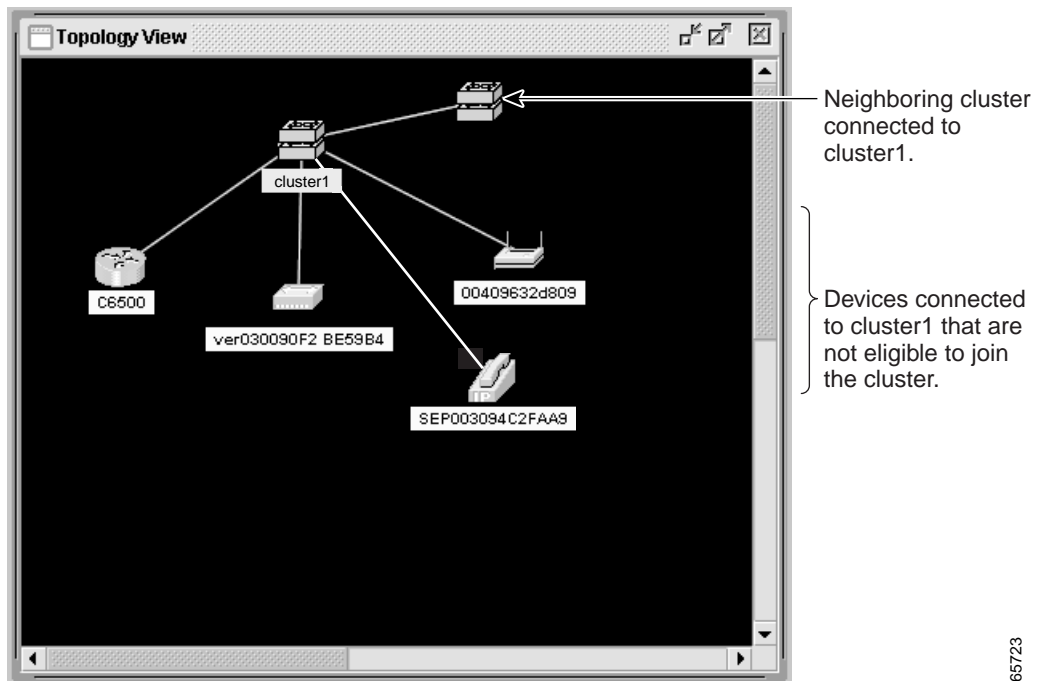 Topology View
Neighboring cluster
connected to
cluster1.
cluster1
C6500
00409632d809
ver030090F2 BE59B4
Devices connected
to cluster1 that are
not eligible to join
the cluster.
IP
SEP003094C2FAA9
65723